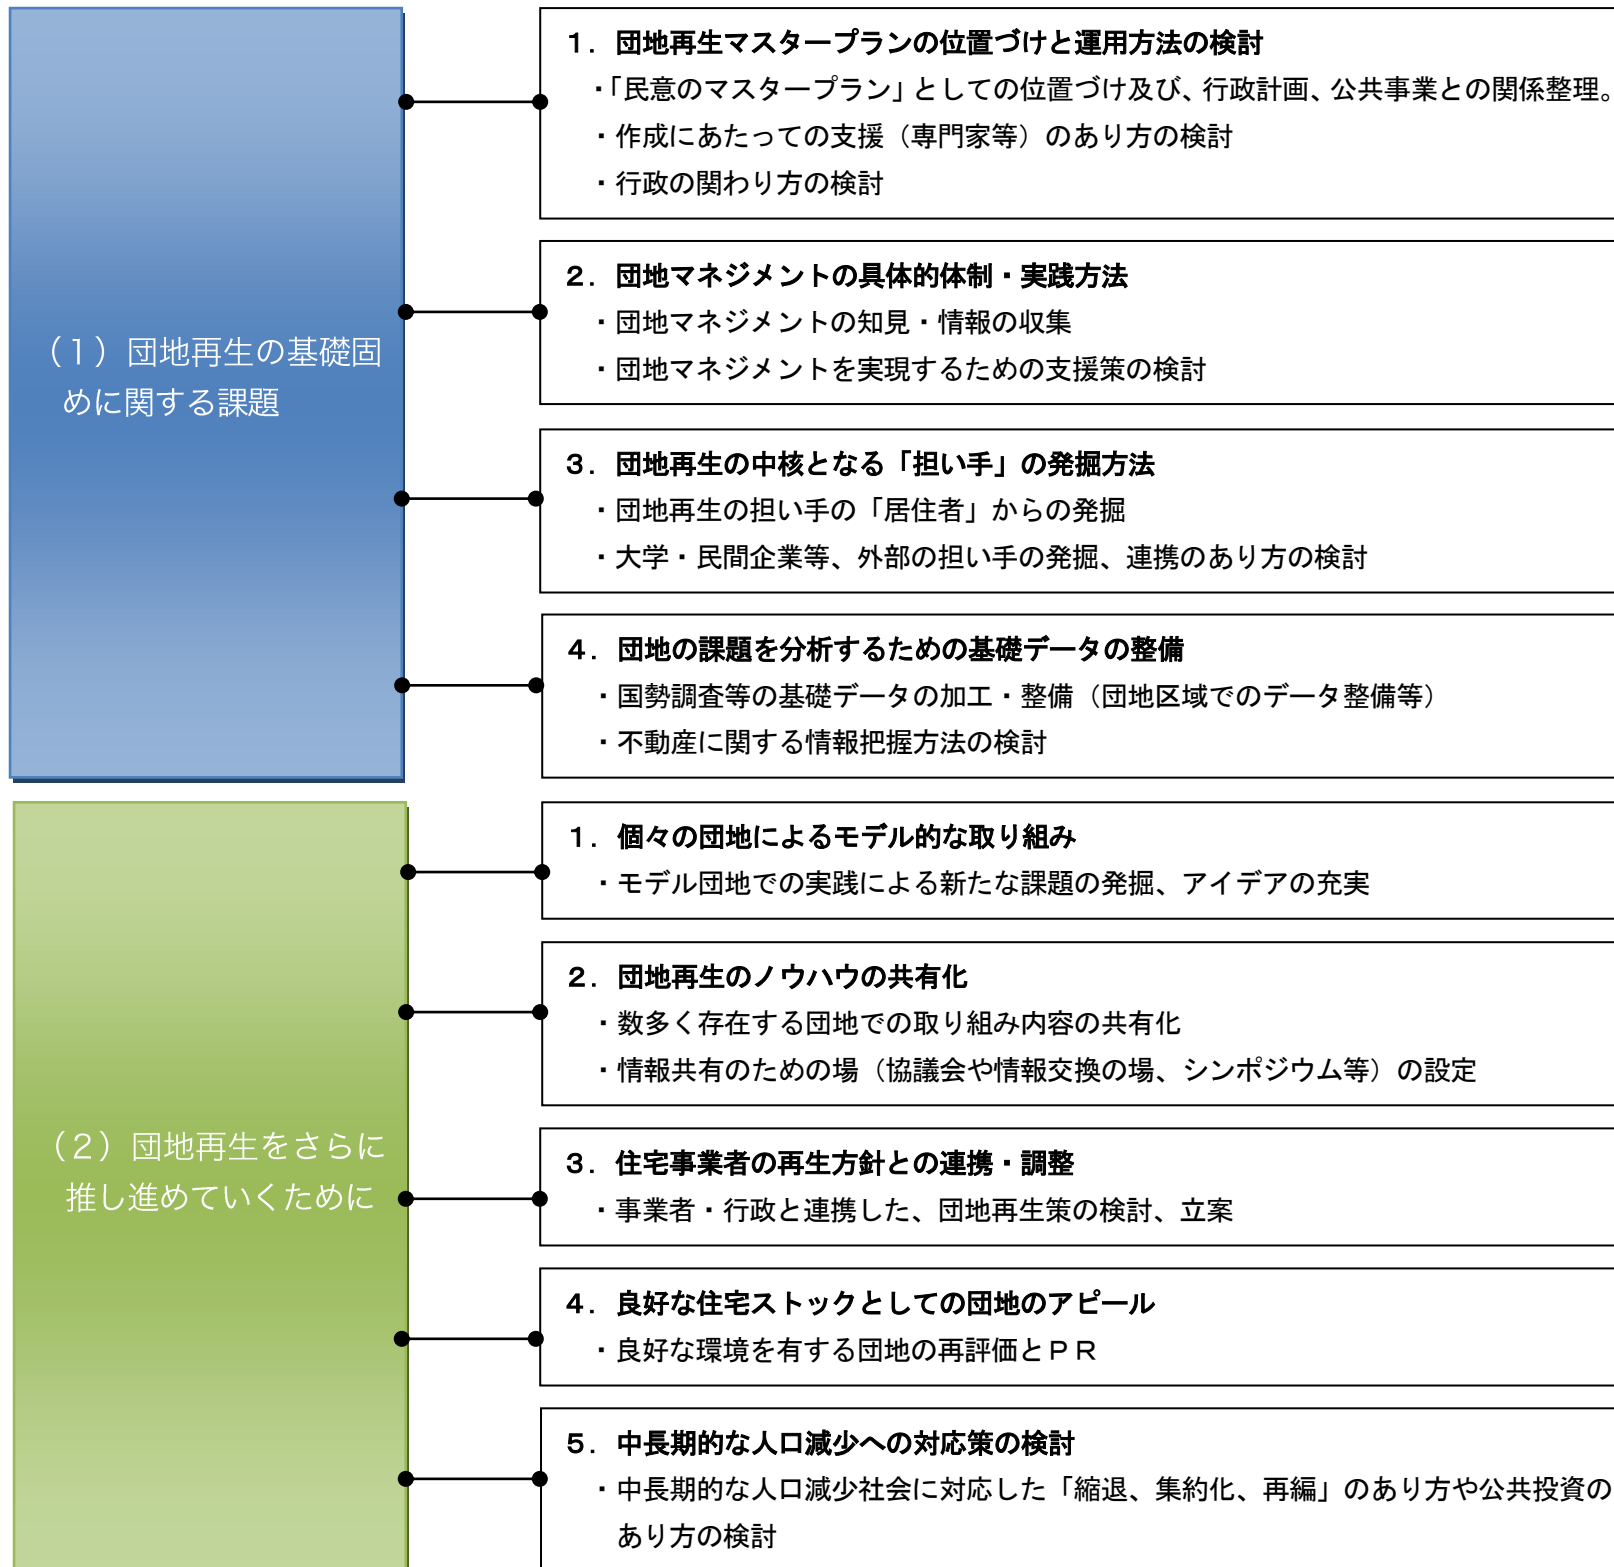 （１）団地再生の基礎固
めに関する課題
１．団地再生マスタープランの位置づけと運用方法の検討
・「民意のマスタープラン」としての位置づけ及び、行政計画、公共事業との関係整理。
・作成にあたっての支援（専門家等）のあり方の検討
・行政の関わり方の検討
２．団地マネジメントの具体的体制・実践方法
・団地マネジメントの知見・情報の収集
・団地マネジメントを実現するための支援策の検討
３．団地再生の中核となる「担い手」の発掘方法
・団地再生の担い手の「居住者」からの発掘
・大学・民間企業等、外部の担い手の発掘、連携のあり方の検討
４．団地の課題を分析するための基礎データの整備
・国勢調査等の基礎データの加工・整備（団地区域でのデータ整備等）
・不動産に関する情報把握方法の検討
（２）団地再生をさらに
推し進めていくために
１．個々の団地によるモデル的な取り組み
・モデル団地での実践による新たな課題の発掘、アイデアの充実
２．団地再生のノウハウの共有化
・数多く存在する団地での取り組み内容の共有化
・情報共有のための場（協議会や情報交換の場、シンポジウム等）の設定
３．住宅事業者の再生方針との連携・調整
・事業者・行政と連携した、団地再生策の検討、立案
４．良好な住宅ストックとしての団地のアピール
・良好な環境を有する団地の再評価とＰＲ
５．中長期的な人口減少への対応策の検討
・中長期的な人口減少社会に対応した「縮退、集約化、再編」のあり方や公共投資の
あり方の検討